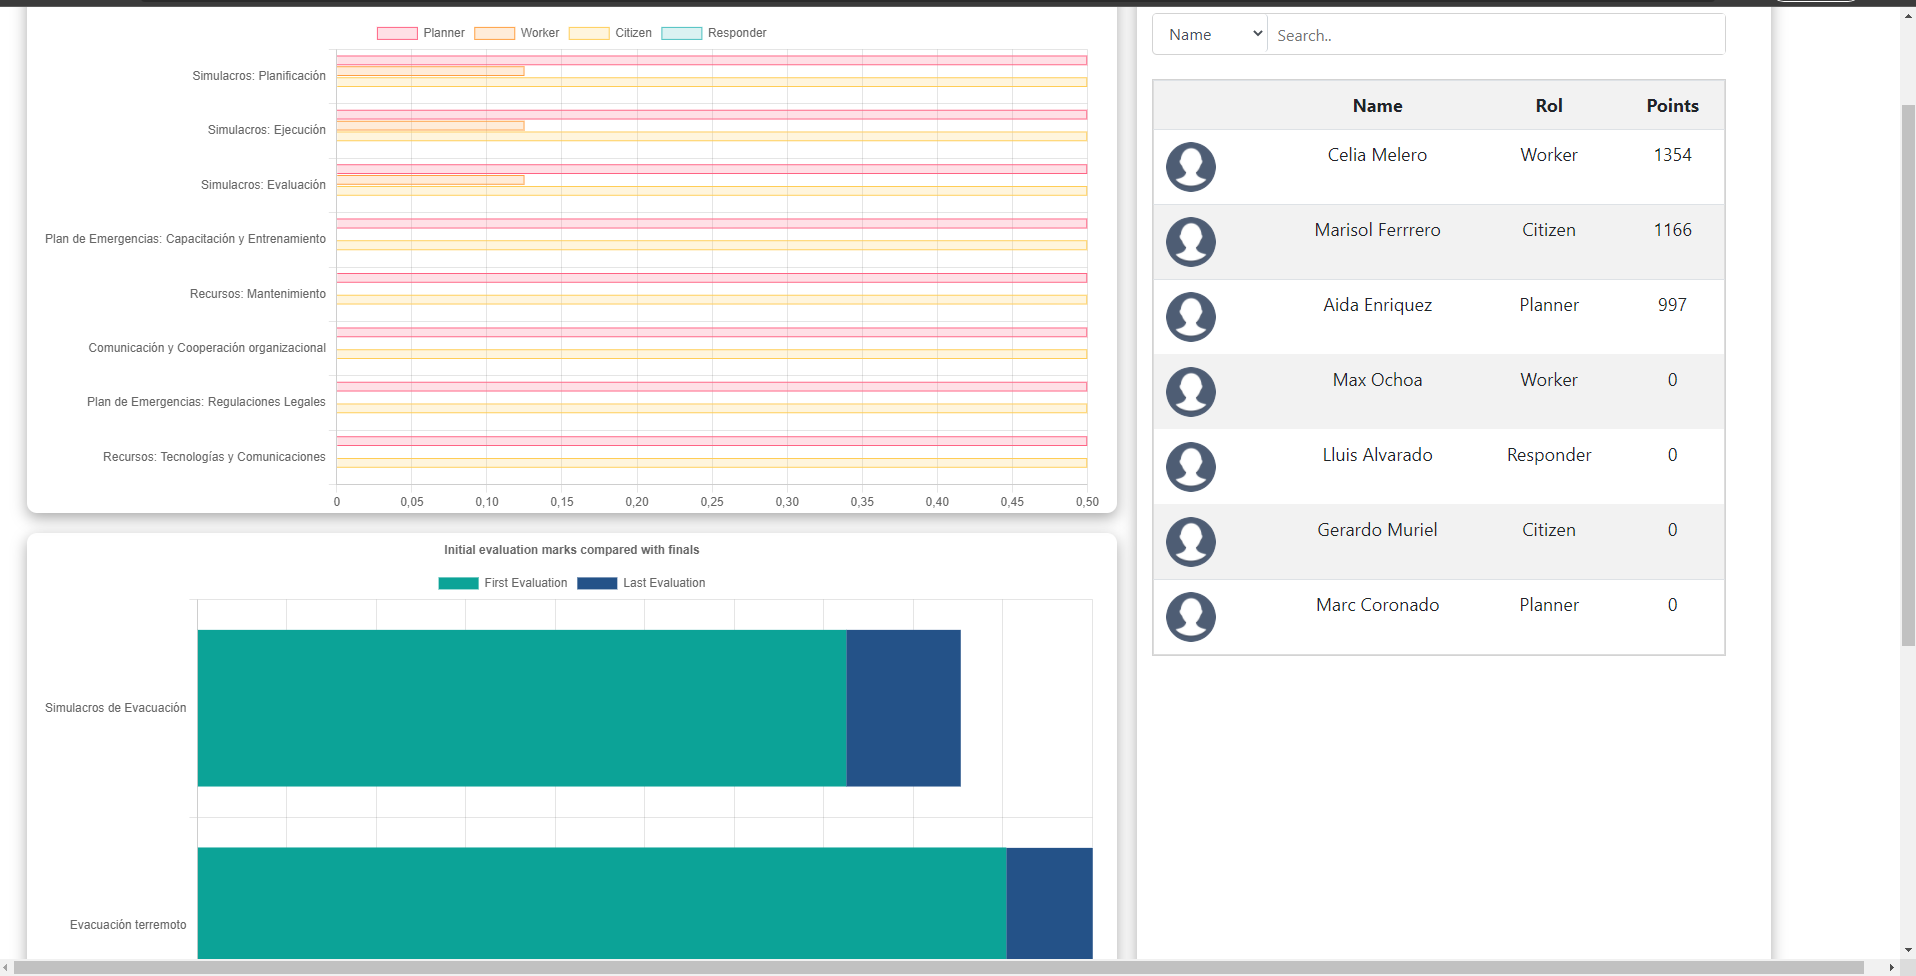 Planner Worker Citizen Responder
Simulacros: Planificación
Simulacros: Ejecución
Simulacros: Evaluación
Plan de Emergencias: Capacitación y Entrenamiento
Recursos: Mantenimiento
Comunicación y Cooperación organizacional
Plan de Emergencias: Regulaciones Legales
Recursos: Tecnologías y Comunicaciones
0 0,05 0,10 0,15 0,20 0,25 0,30 0,35 0,40 0,45 0,50
Initial evaluation marks compared with finals
First Evaluation Last Evaluation
Simulacros de Evacuación
Evacuación terremoto
Name Search..
Name Rol Points
Celia Melero Worker 1354
Marisol Ferrrero Citizen 1166
Aida Enriquez Planner 997
Max Ochoa Worker 0
Lluis Alvarado Responder 0
Gerardo Muriel Citizen 0
Marc Coronado Planner 0